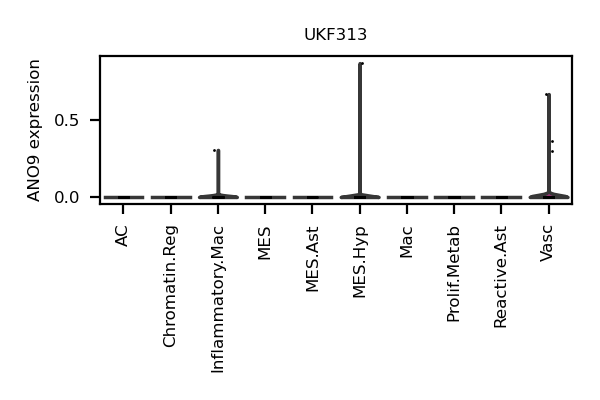 UKF313
ANO9 expression
0.5
0.0
AC
Chromatin.Reg
Inflammatory.Mac
MES
MES.Ast
MES.Hyp
Mac
Prolif.Metab
Reactive.Ast
Vasc